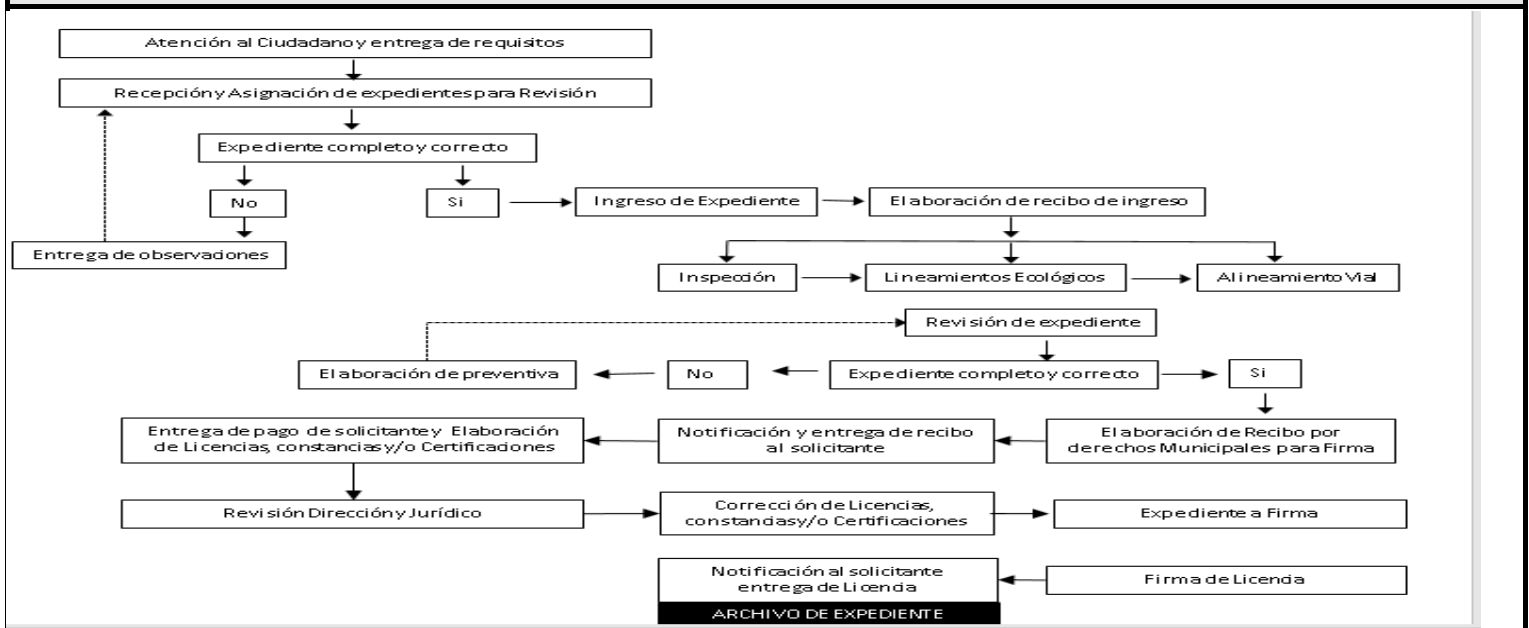 Atención al Ciudadano y entrega de requisitos
Recepción y Asignación de expedientes para Revisión
Expediente completo y correcto
No
Si
Ingreso de Expediente
Elaboración de recibo de ingreso
Entrega de observaciones
Inspección
Lineamientos Ecológicos
Alineamiento Vial
Revisión de expediente
Elaboración de preventiva
No
Expediente completo y correcto
Si
Entrega de pago de solicitante y Elaboración
de Licencias, constancias y/o Certificaciones
Notificación y entrega de recibo
al solicitante
Elaboración de Recibo por
derechos Municipales para Firma
Revisión Dirección y Jurídico
Corrección de Licencias,
constancias y/o Certificaciones
Expediente a Firma
Notificación al solicitante
entrega de Licencia
Firma de Licencia
ARCHIVO DE EXPEDIENTE